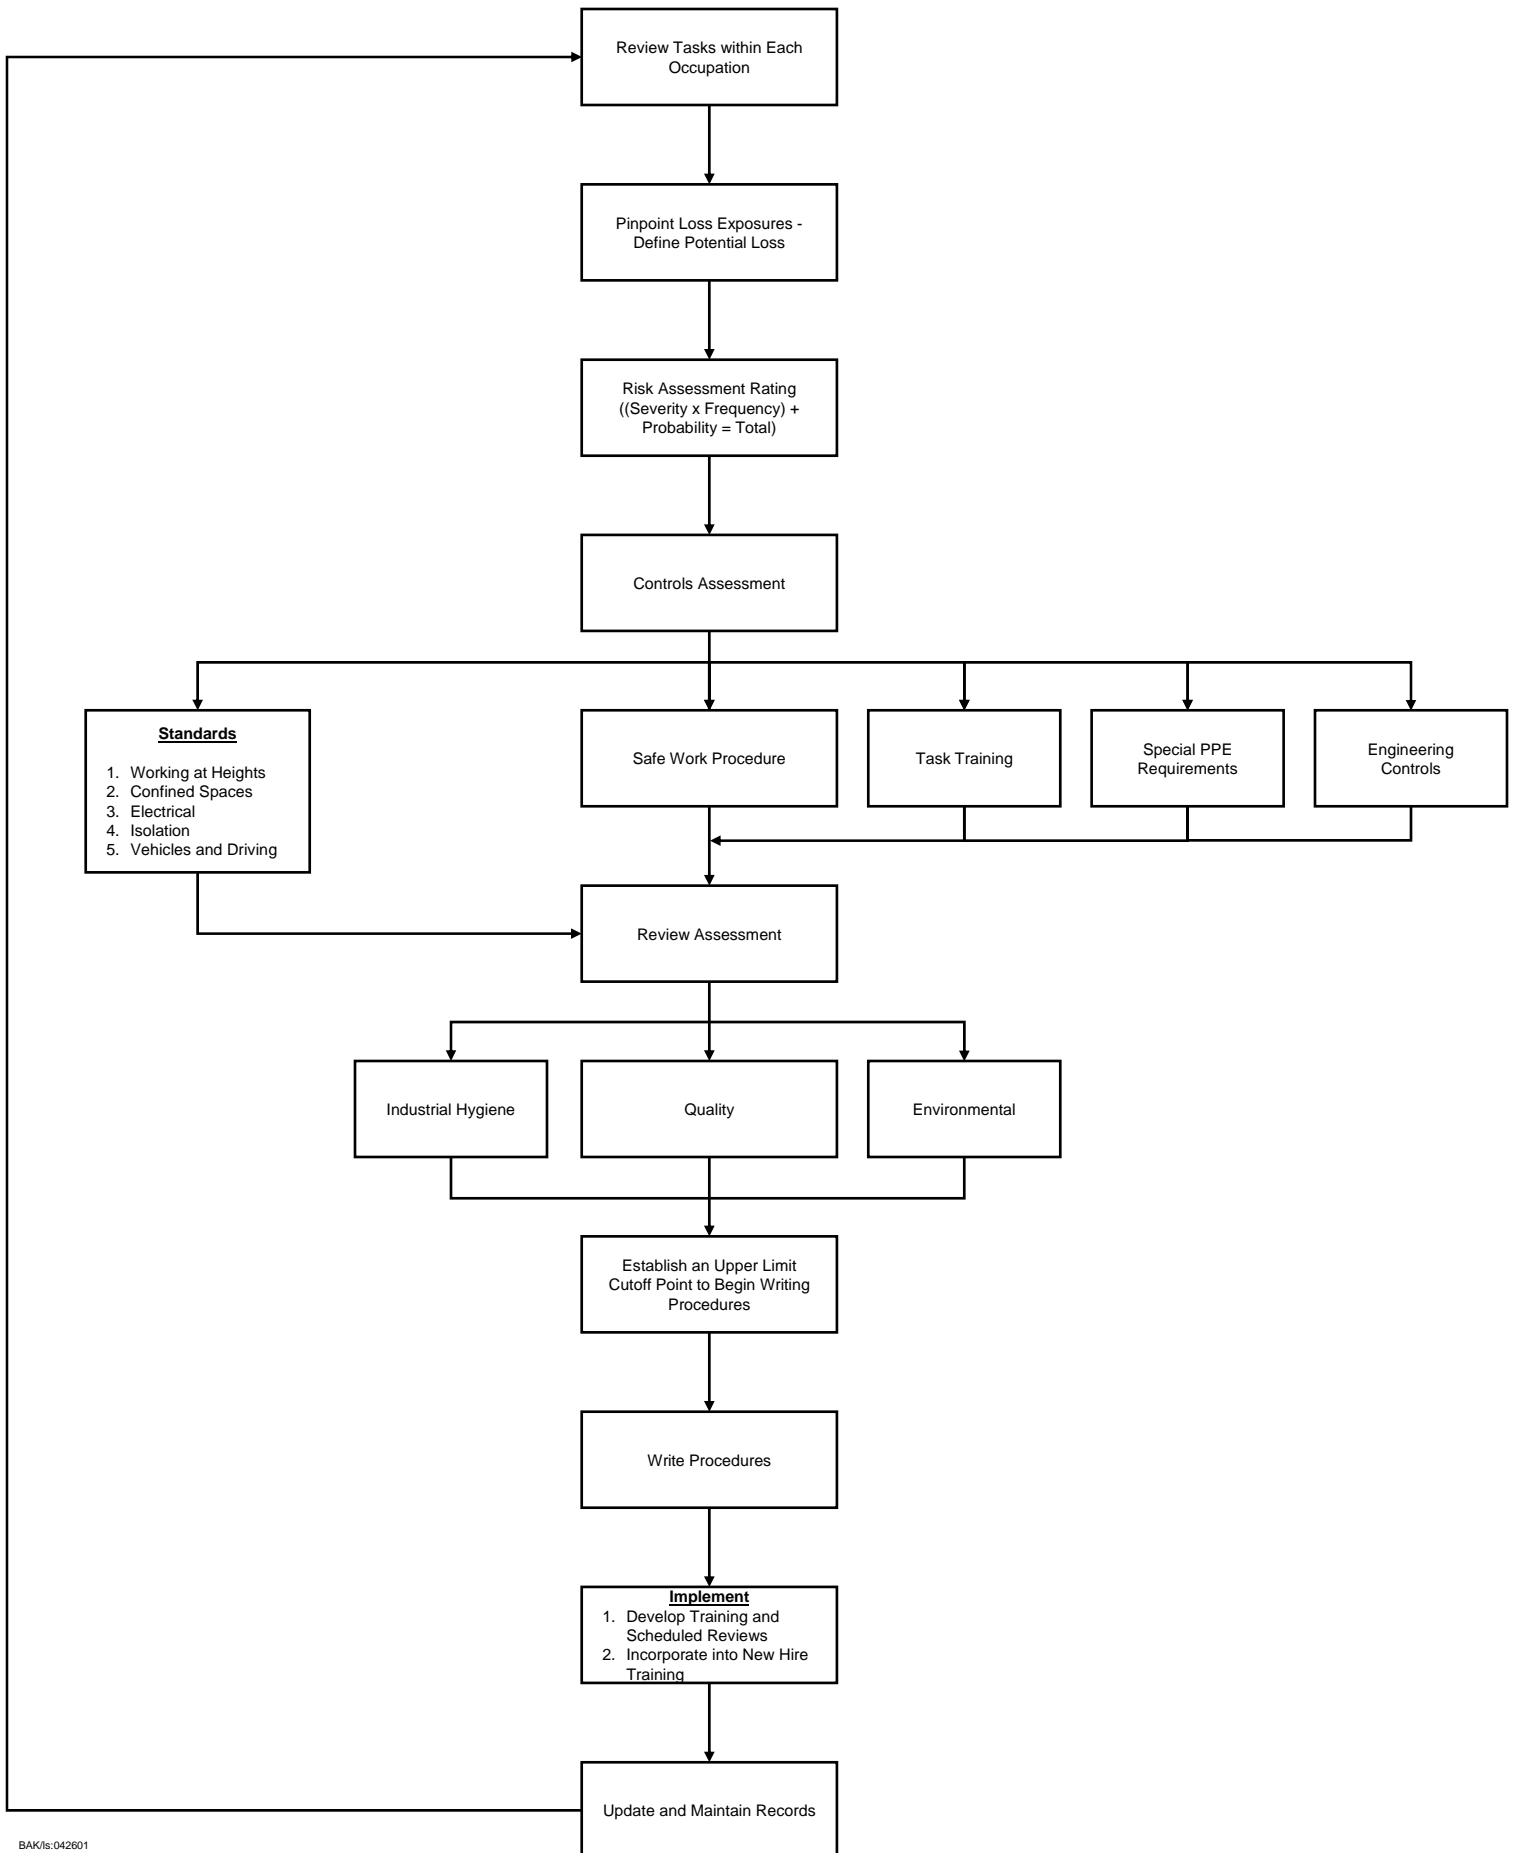 Review Tasks within Each
Occupation
Pinpoint Loss Exposures -
Define Potential Loss
Risk Assessment Rating
((Severity x Frequency) +
Probability = Total)
Controls Assessment
Standards
1. Working at Heights
2. Confined Spaces
3. Electrical
4. Isolation
5. Vehicles and Driving
Safe Work Procedure
Task Training
Special PPE
Requirements
Engineering
Controls
Review Assessment
Industrial Hygiene
Quality
Environmental
Establish an Upper Limit
Cutoff Point to Begin Writing
Procedures
Write Procedures
Implement
1. Develop Training and
Scheduled Reviews
2. Incorporate into New Hire
Training
Update and Maintain Records
BAK/ls:042601